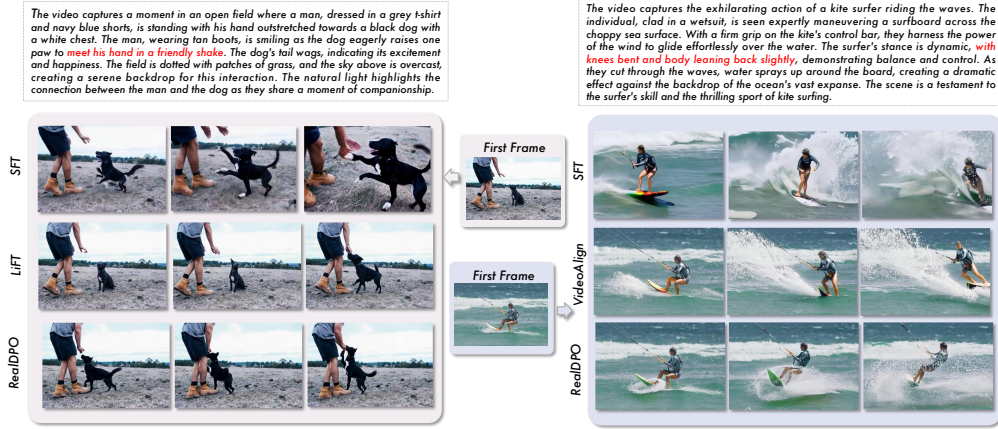 The video captures a moment in an open field where a man, dressed in a grey t-shirt
and navy blue shorts, is standing with his hand outstretched towards a black dog with
a white chest. The man, wearing tan boots, is smiling as the dog eagerly raises one
paw to meet his hand in a friendly shake. The dog's tail wags, indicating its excitement
and happiness. The field is dotted with patches of grass, and the sky above is overcast,
creating a serene backdrop for this interaction. The natural light highlights the
connection between the man and the dog as they share a moment of companionship.
The video captures the exhilarating action of a kite surfer riding the waves. The
individual, clad in a wetsuit, is seen expertly maneuvering a surfboard across the
choppy sea surface. With a firm grip on the kite's control bar, they harness the power
of the wind to glide effortlessly over the water. The surfer's stance is dynamic, with
knees bent and body leaning back slightly, demonstrating balance and control. As
they cut through the waves, water sprays up around the board, creating a dramatic
effect against the backdrop of the ocean's vast expanse. The scene is a testament to
the surfer's skill and the thrilling sport of kite surfing.
SFT
LiFT
RealDPO
First Frame
First Frame
SFT
VideoAlign
RealDPO